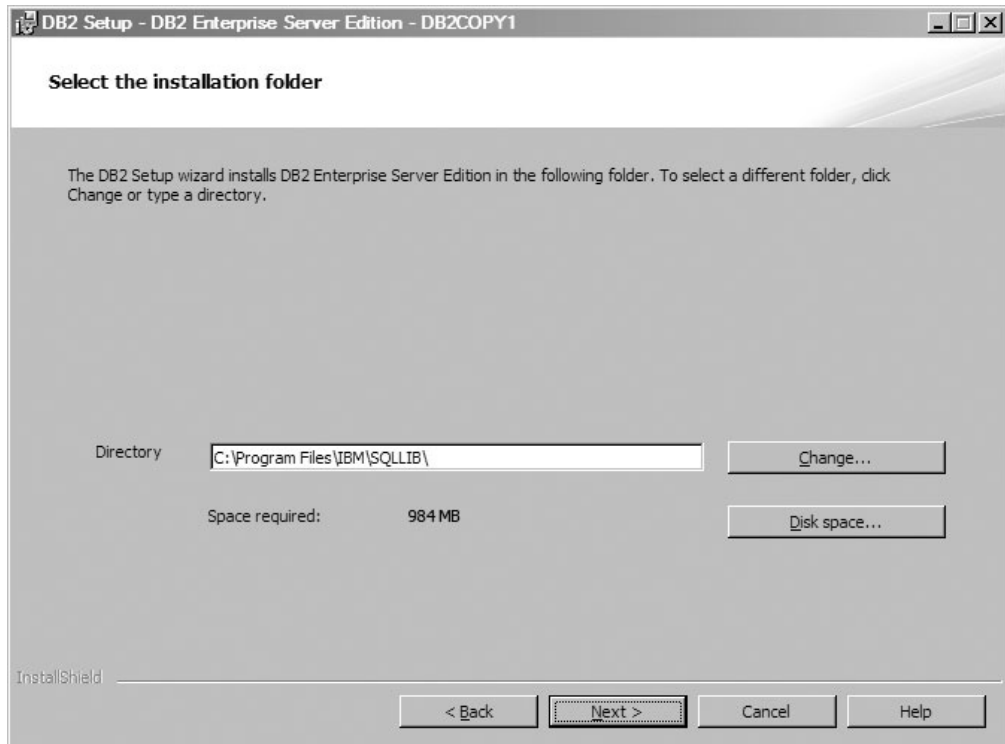 DB2 Setup - DB2 Enterprise Server Edition - DB2COPY1
Select the installation folder
The DB2 Setup wizard installs DB2 Enterprise Server Edition in the following folder. To select a different folder, click
Change or type a directory.
Directory
C:\Program Files\IBM\SQLLIB\
Change...
Space required:
984 MB
Disk space...
InstallShield
< Back
Next >
Cancel
Help